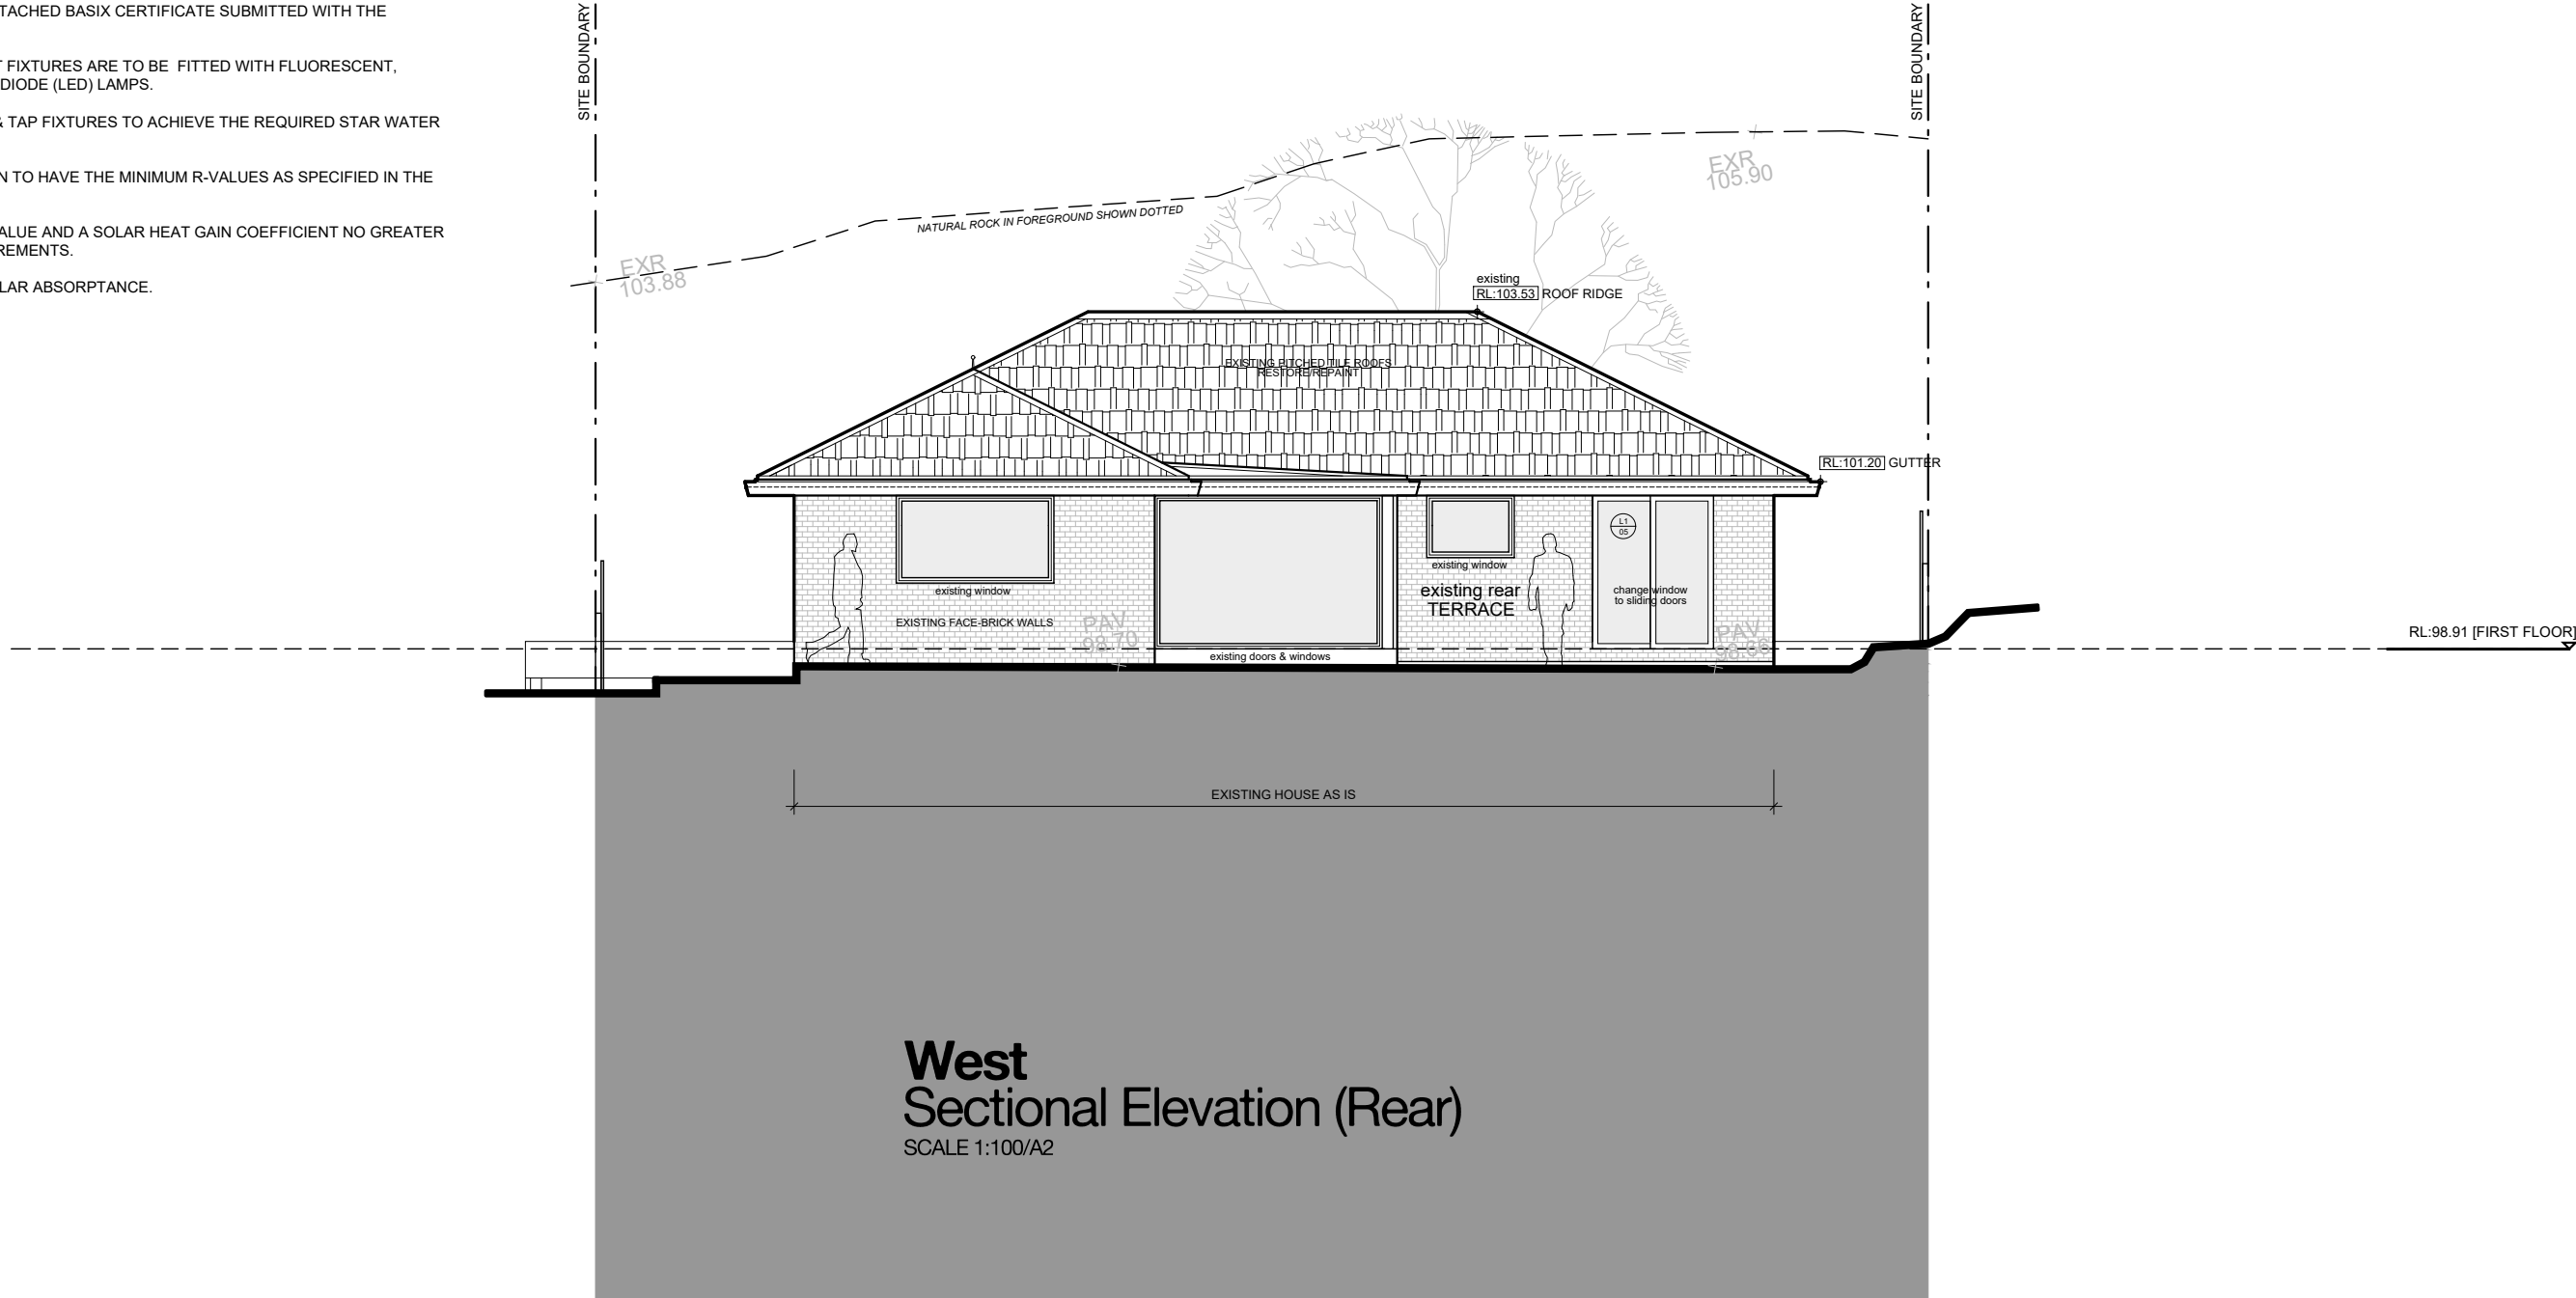 TACHED BASIX CERTIFICATE SUBMITTED WITH THE
FIXTURES ARE TO BE FITTED WITH FLUORESCENT,
DIODE (LED) LAMPS.
& TAP FIXTURES TO ACHIEVE THE REQUIRED STAR WATER
N TO HAVE THE MINIMUM R-VALUES AS SPECIFIED IN THE
ALUE AND A SOLAR HEAT GAIN COEFFICIENT NO GREATER
REMENTS.
LAR ABSORPTANCE.
SITE BOUNDARY
SITE BOUNDARY
EXR
105.90
NATURAL ROCK IN FOREGROUND SHOWN DOTTED
EXR
103.88
existing
RL:103.53 ROOF RIDGE
EXISTING PITCHED TILE ROOFS
RESTORE/REPAINT
RL:101.20 GUTTER
L1
05
existing window
existing window
existing rear
TERRACE
change window
to sliding doors
EXISTING FACE-BRICK WALLS
PAV
98.70
PAV
98.66
existing doors & windows
RL:98.91 [FIRST FLOOR]
EXISTING HOUSE AS IS
West
Sectional Elevation (Rear)
SCALE 1:100/A2